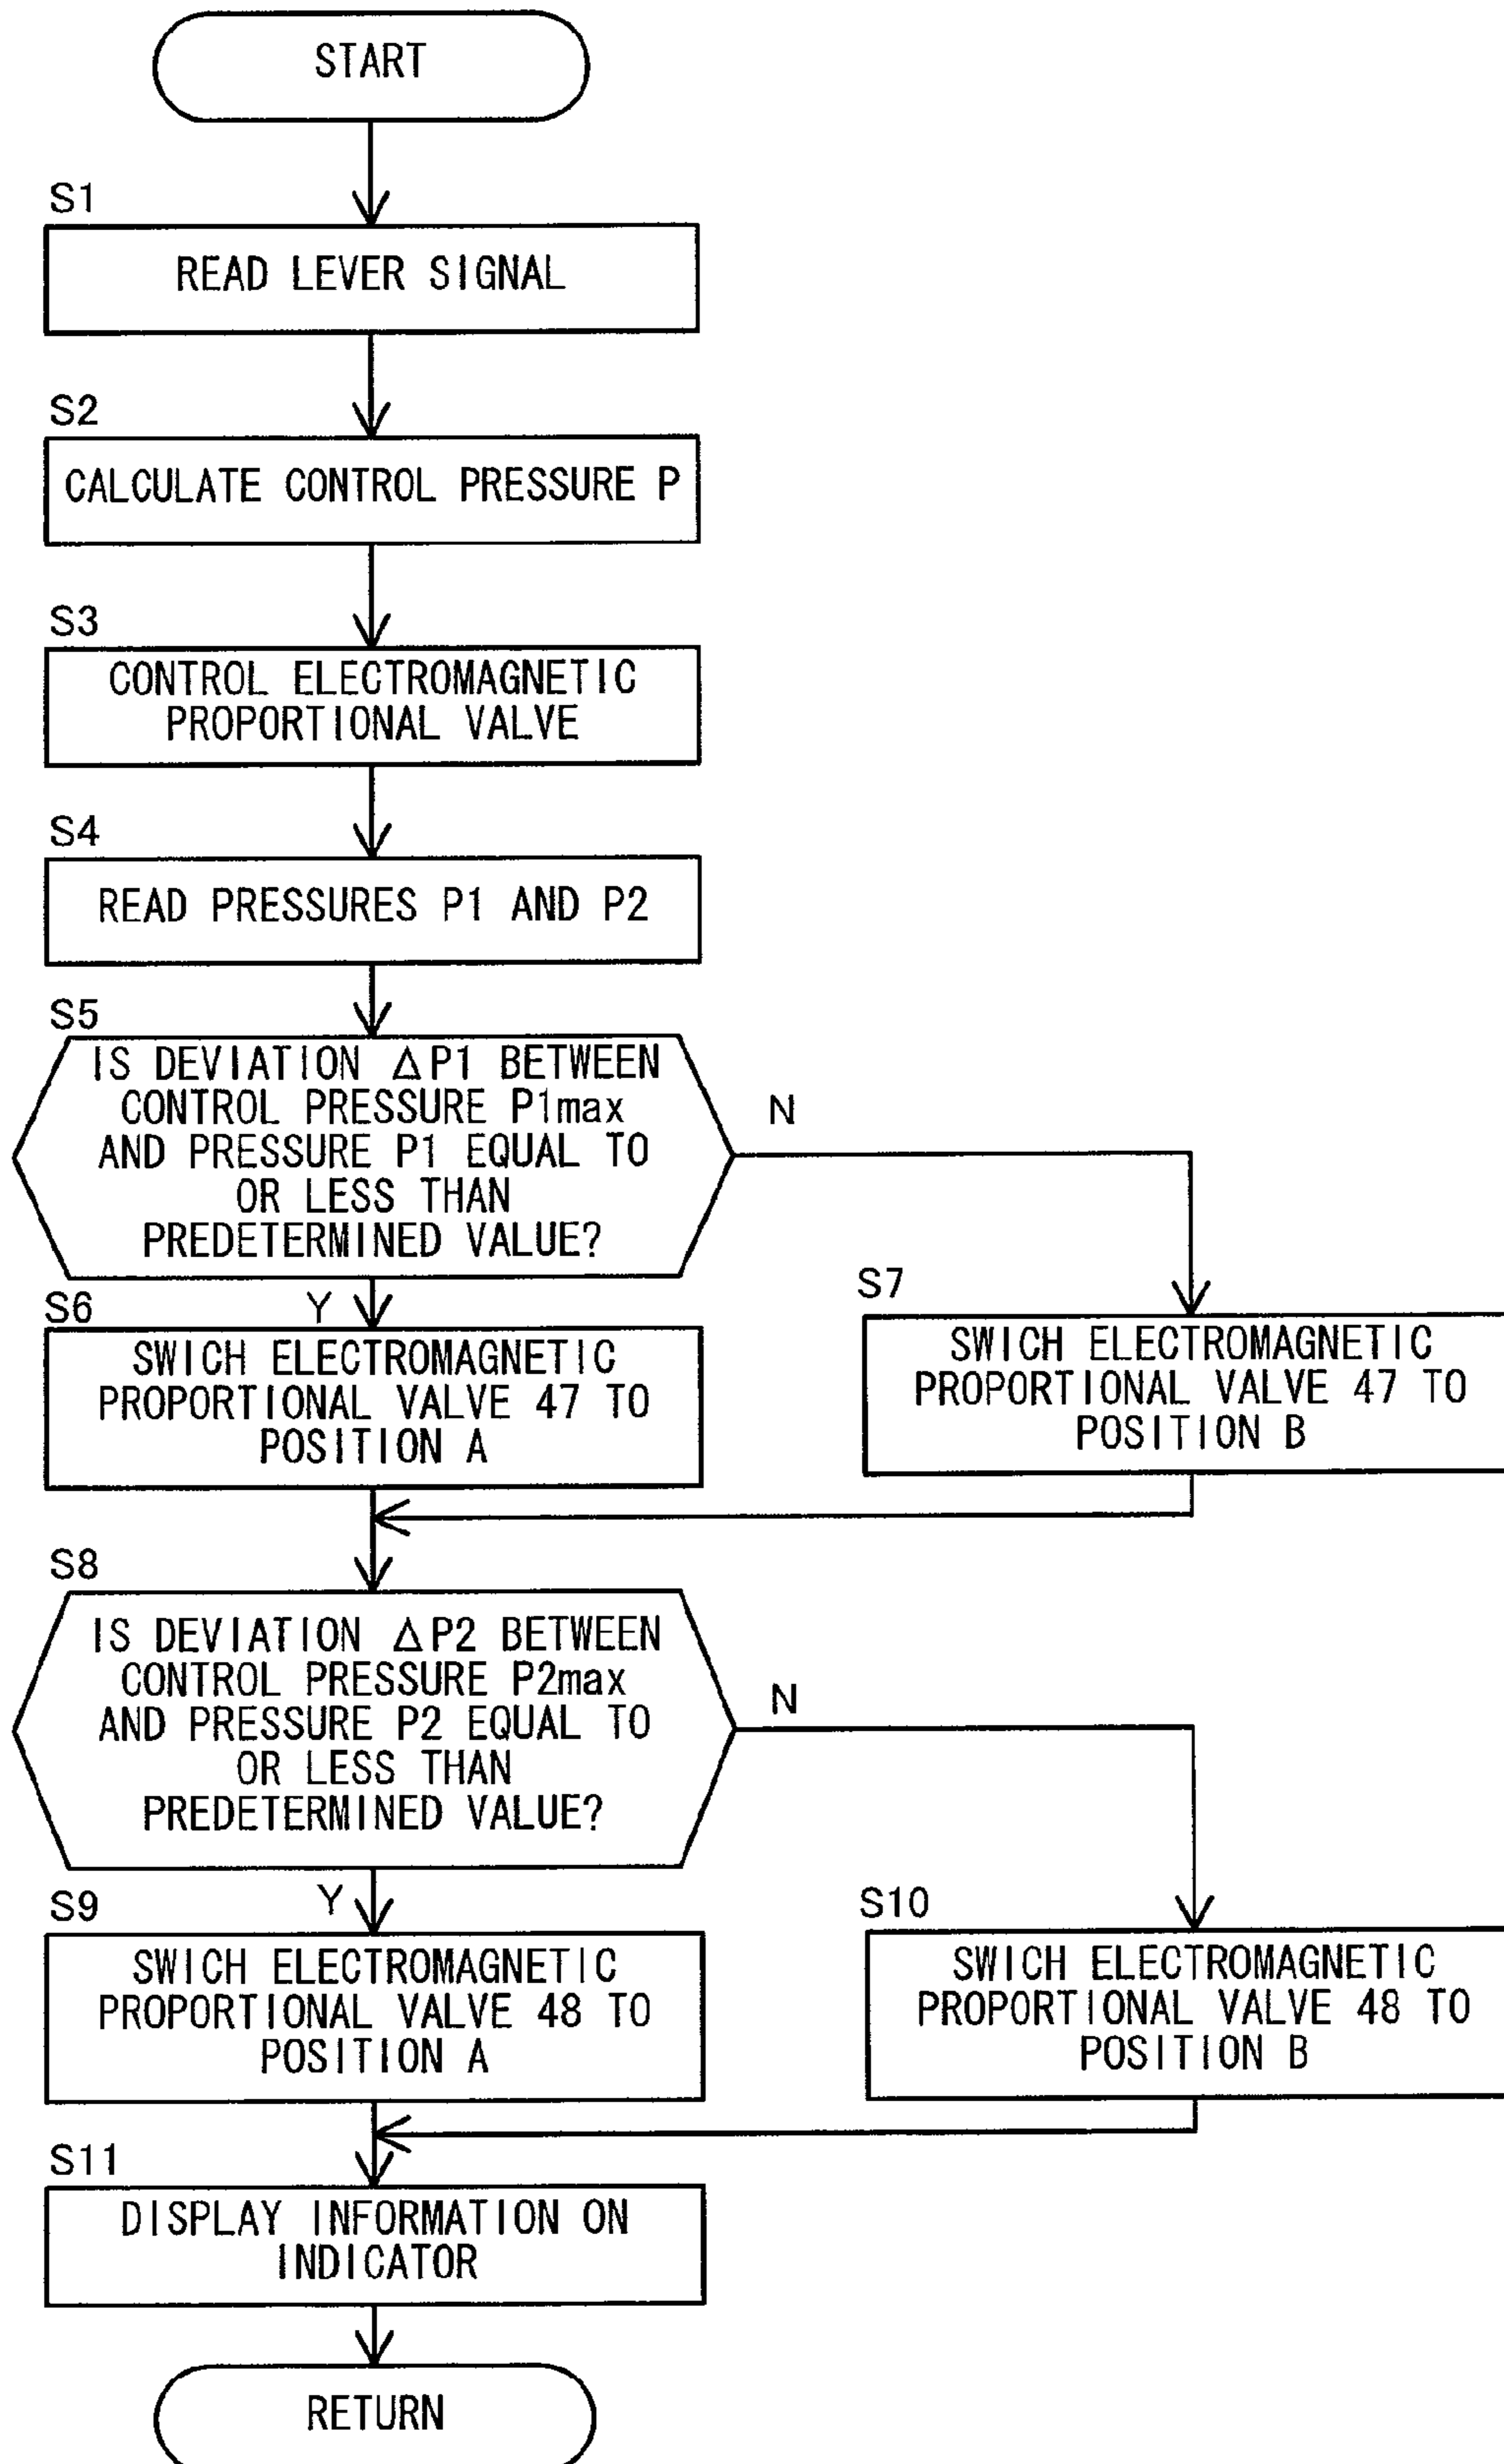 START
S1
READ LEVER SIGNAL
S2
CALCULATE CONTROL PRESSURE P
S3
CONTROL ELECTROMAGNETIC
PROPORTIONAL VALVE
S4
READ PRESSURES P1 AND P2
S5
IS DEVIATION △P1 BETWEEN
CONTROL PRESSURE P1max
AND PRESSURE P1 EQUAL TO
OR LESS THAN
PREDETERMINED VALUE?
N
Y
S6
SWICH ELECTROMAGNETIC
PROPORTIONAL VALVE 47 TO
POSITION A
S7
SWICH ELECTROMAGNETIC
PROPORTIONAL VALVE 47 TO
POSITION B
S8
IS DEVIATION △P2 BETWEEN
CONTROL PRESSURE P2max
AND PRESSURE P2 EQUAL TO
OR LESS THAN
PREDETERMINED VALUE?
N
Y
S9
SWICH ELECTROMAGNETIC
PROPORTIONAL VALVE 48 TO
POSITION A
S10
SWICH ELECTROMAGNETIC
PROPORTIONAL VALVE 48 TO
POSITION B
S11
DISPLAY INFORMATION ON
INDICATOR
RETURN